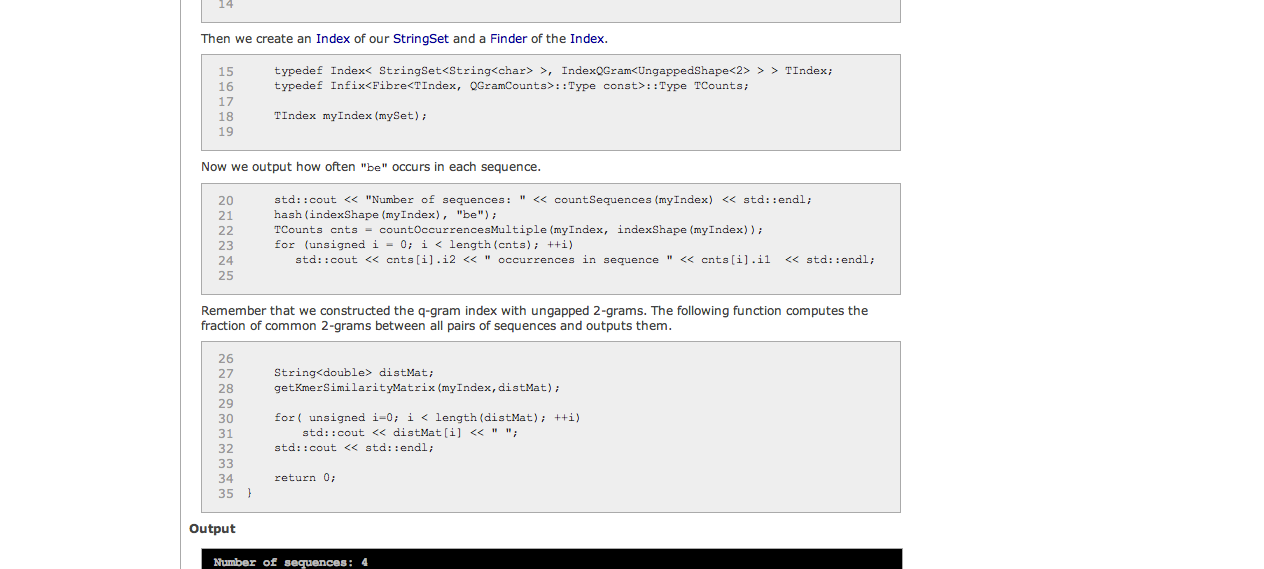 14
Then we create an Index of our StringSet and a Finder of the Index.
15 typedef Index< StringSet<String<char> >, IndexQGram<UngappedShape<2> > > TIndex;
16 typedef Infix<Fibre<TIndex, QGramCounts>::Type const>::Type TCounts;
17
18 TIndex myIndex(mySet);
19
Now we output how often "be" occurs in each sequence.
20 std::cout << "Number of sequences: " << countSequences(myIndex) << std::endl;
21 hash(indexShape(myIndex), "be");
22 TCounts cnts = countOccurrencesMultiple(myIndex, indexShape(myIndex));
23 for (unsigned i = 0; i < length(cnts); ++i)
24 std::cout << cnts[i].i2 << " occurrences in sequence " << cnts[i].i1  << std::endl;
25
Remember that we constructed the q-gram index with ungapped 2-grams. The following function computes the
fraction of common 2-grams between all pairs of sequences and outputs them.
26
27 String<double> distMat;
28 getKmerSimilarityMatrix(myIndex,distMat);
29
30 for( unsigned i=0; i < length(distMat); ++i)
31 std::cout << distMat[i] << " ";
32 std::cout << std::endl;
33
34 return 0;
35 }
Output
Number of sequences: 4